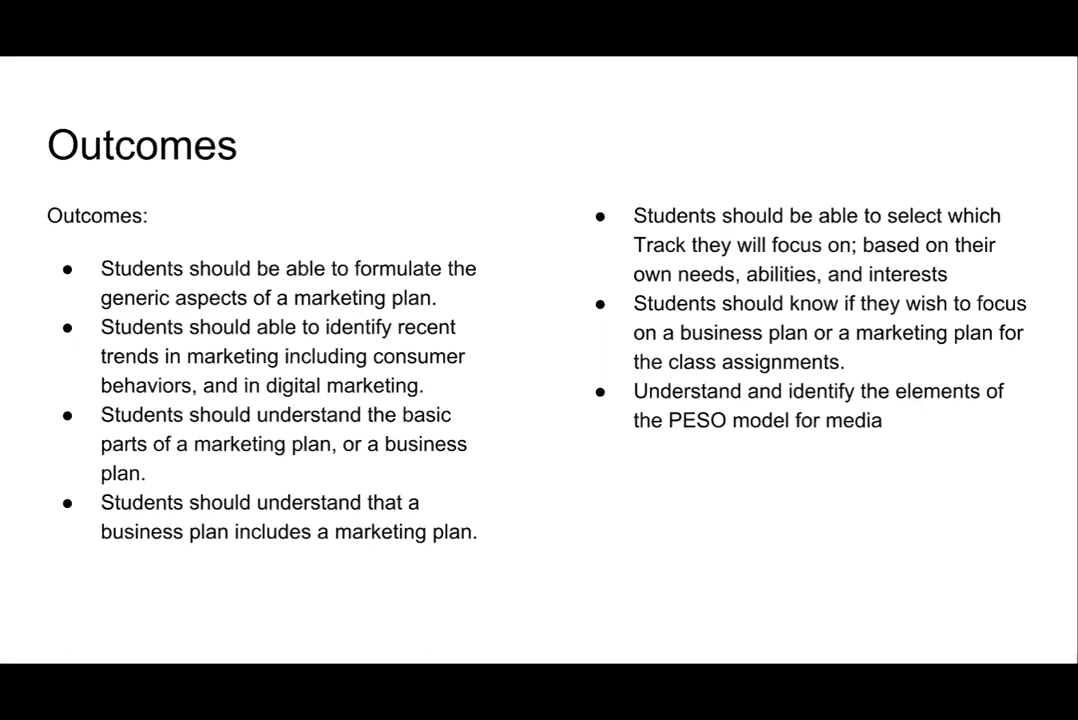 Outcomes
Outcomes:
● Students should be able to formulate the
generic aspects of a marketing plan.
● Students should able to identify recent
trends in marketing including consumer
behaviors, and in digital marketing.
● Students should understand the basic
parts of a marketing plan, or a business
plan.
● Students should understand that a
business plan includes a marketing plan.
● Students should be able to select which
Track they will focus on; based on their
own needs, abilities, and interests
● Students should know if they wish to focus
on a business plan or a marketing plan for
the class assignments.
● Understand and identify the elements of
the PESO model for media